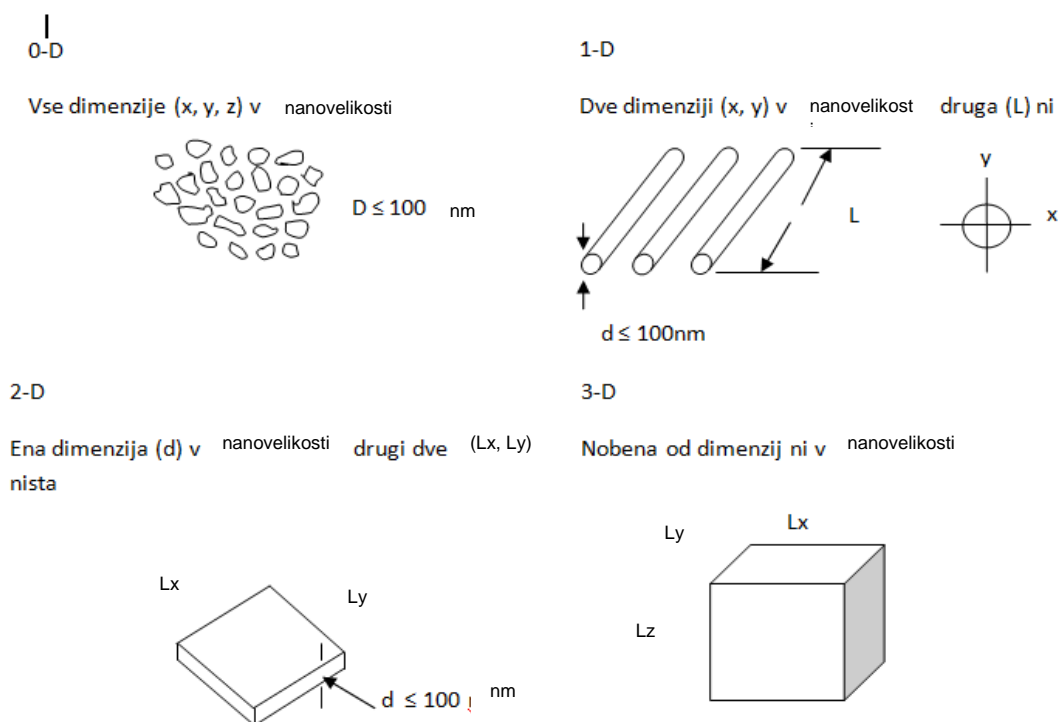 0-D
Vse dimenzije (x, y, z) v nanovelikosti
D ≤ 100 nm
1-D
Dve dimenziji (x, y) v nanovelikost druga (L) ni
y
L
x
d ≤ 100nm
2-D
Ena dimenzija (d) v nanovelikosti drugi dve (Lx, Ly)
nista
Lx
Ly
d ≤ 100 nm
3-D
Nobena od dimenzij ni v nanovelikosti
Ly
Lx
Lz